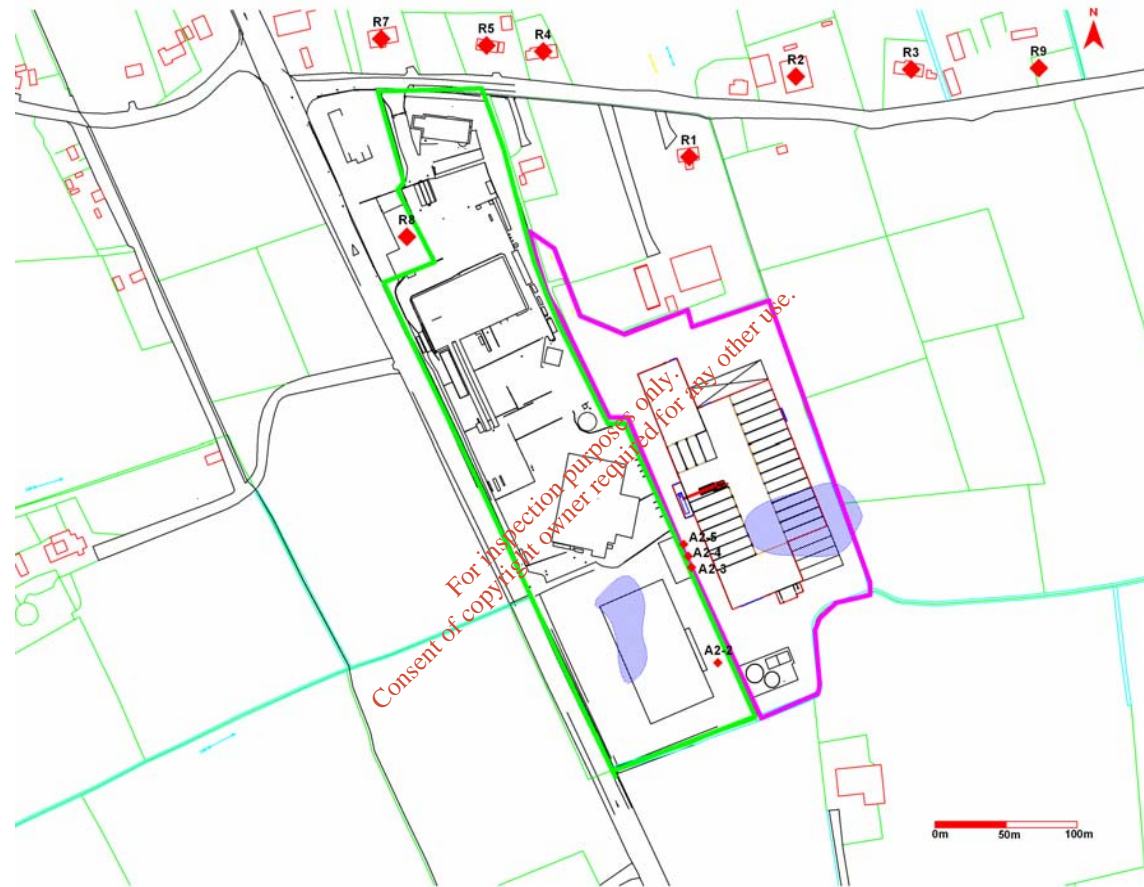 R7
R5
R4
N
R2
R3
R9
R1
R8
For inspection purposes only.
Consent of copyright owner required for any other use.
A2-5
A2-4
A2-3
A2-2
0m 50m 100m